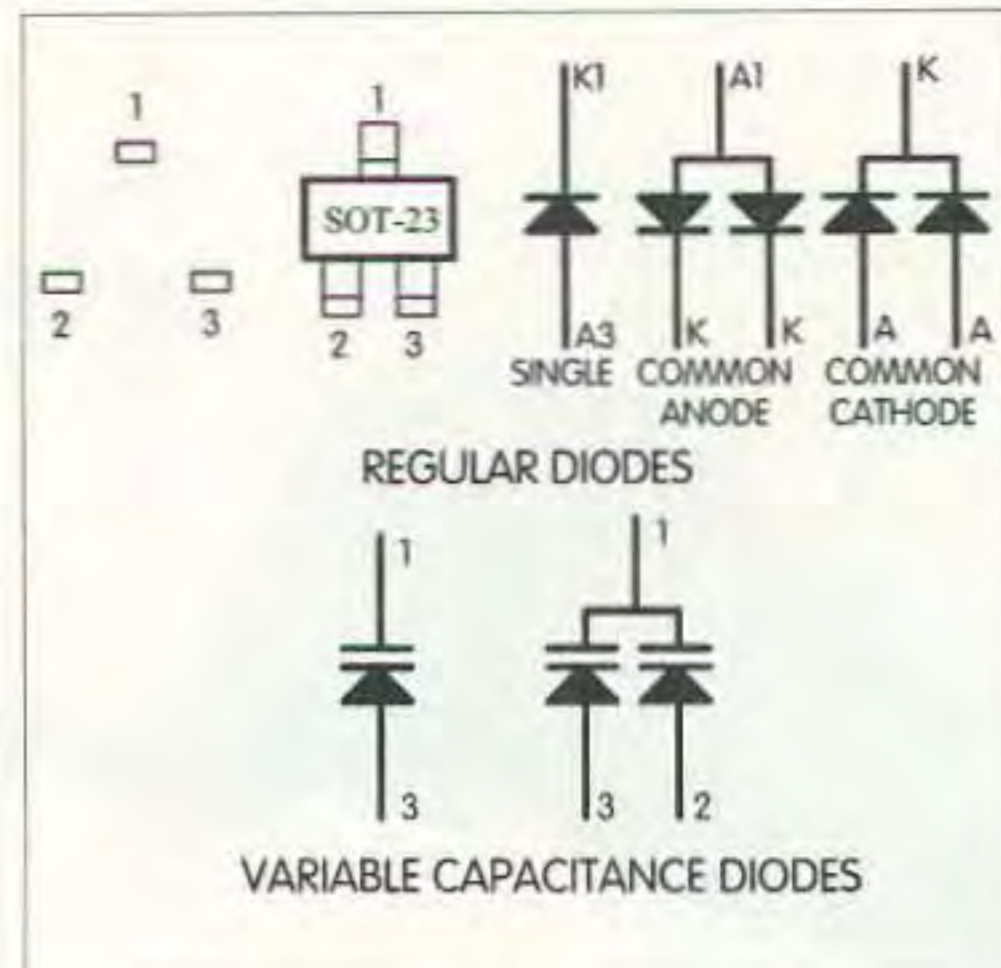 1
2 3
1
SOT-23
2 3
K1
A3
SINGLE
A1
K K
COMMON
ANODE
K
A A
COMMON
CATHODE
REGULAR DIODES
1
3
1
3 2
VARIABLE CAPACITANCE DIODES